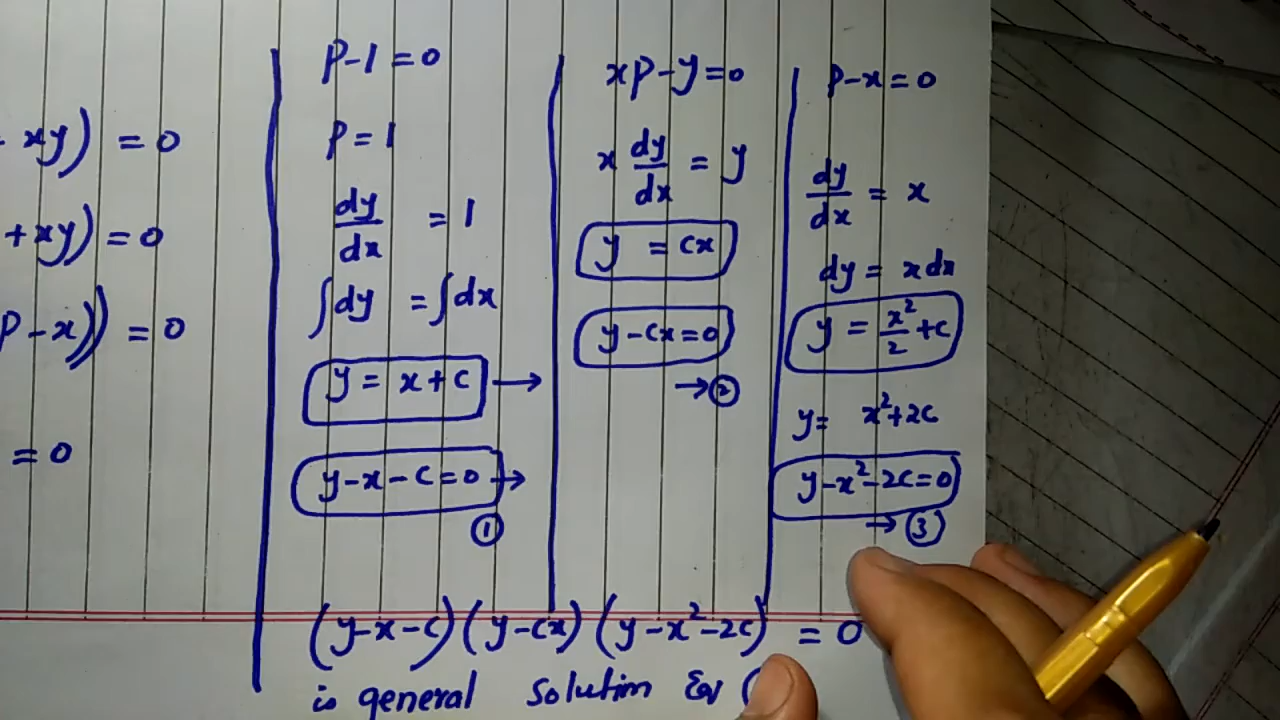 xy) = 0
+xy) = 0
P-x)) = 0
= 0
P-1 = 0
P = 1
dy/dx = 1
∫dy = ∫dx
y = x+c →
y-x-c=0 →
①
xp-y=0
x dy/dx = y
y = cx
y-cx=0
→②
P-x=0
dy/dx = x
dy = xdx
y = x²/2 +c
y= x²+2c
y-x²-2c=0
→③
(y-x-c)(y-cx)(y-x²-2c) = 0
is general solution Eq (